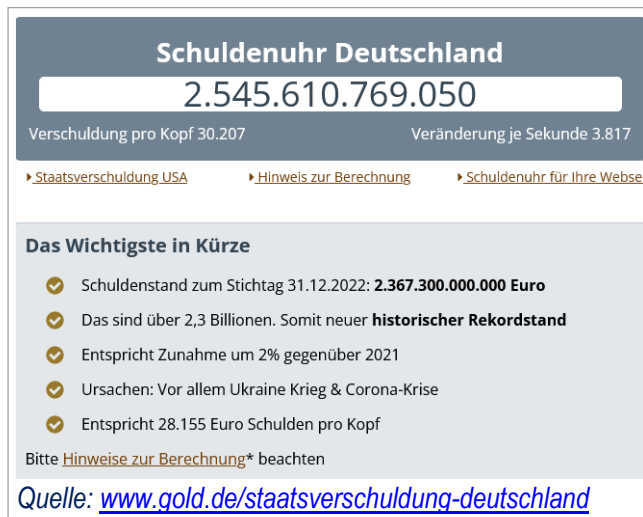 Schuldenuhr Deutschland
2.545.610.769.050
Verschuldung pro Kopf 30.207 Veränderung je Sekunde 3.817
Staatsverschuldung USA Hinweis zur Berechnung Schuldenuhr für Ihre Webse
Das Wichtigste in Kürze
Schuldenstand zum Stichtag 31.12.2022: 2.367.300.000.000 Euro
Das sind über 2,3 Billionen. Somit neuer historischer Rekordstand
Entspricht Zunahme um 2% gegenüber 2021
Ursachen: Vor allem Ukraine Krieg & Corona-Krise
Entspricht 28.155 Euro Schulden pro Kopf
Bitte Hinweise zur Berechnung* beachten
Quelle: www.gold.de/staatsverschuldung-deutschland